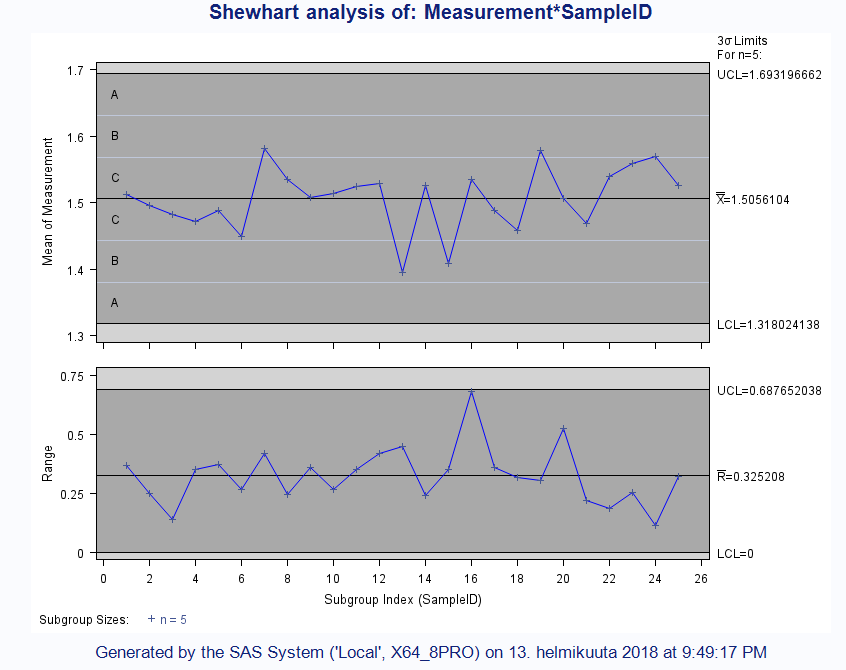 Shewhart analysis of: Measurement*SampleID
3σ Limits
For n=5:
UCL=1.693196662
1.7
A
1.6
B
C
1.5
X̿=1.5056104
C
1.4
B
A
1.3
LCL=1.318024138
Mean of Measurement
0.75
UCL=0.687652038
0.5
R̅=0.325208
0.25
0
LCL=0
Range
0 2 4 6 8 10 12 14 16 18 20 22 24 26
Subgroup Index (SampleID)
Subgroup Sizes: + n = 5
Generated by the SAS System ('Local', X64_8PRO) on 13. helmikuuta 2018 at 9:49:17 PM